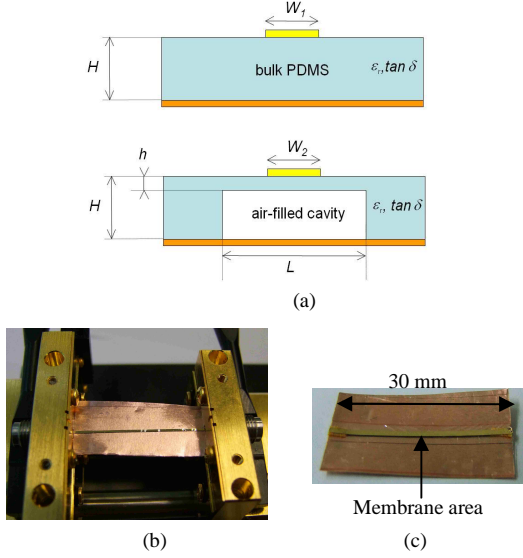 W1
H
bulk PDMS
εr, tan δ
W2
h
H
air-filled cavity
εr, tan δ
L
(a)
30 mm
Membrane area
(b)
(c)